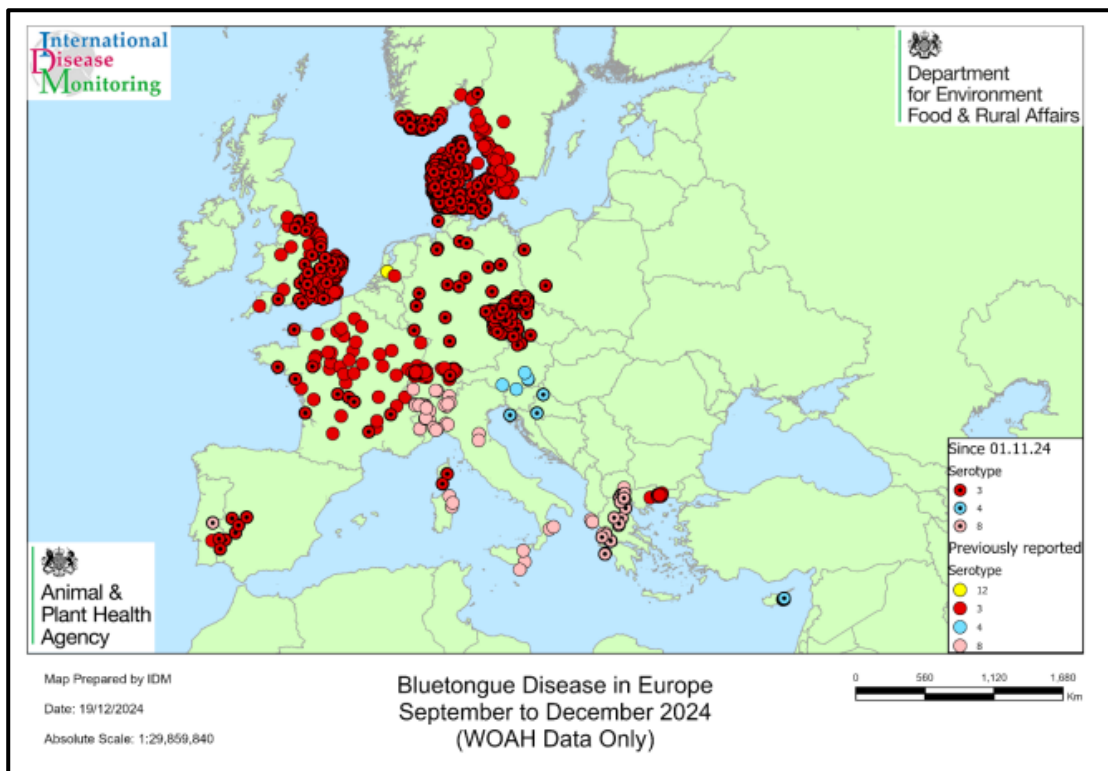 International
Disease
Monitoring
Department
for Environment
Food & Rural Affairs
Since 01.11.24
Serotype
3
4
8
Previously reported
Serotype
12
3
4
8
Animal &
Plant Health
Agency
Map Prepared by IDM
Date: 19/12/2024
Absolute Scale: 1:29,859,840
Bluetongue Disease in Europe
September to December 2024
(WOAH Data Only)
0 560 1,120 1,680
Km